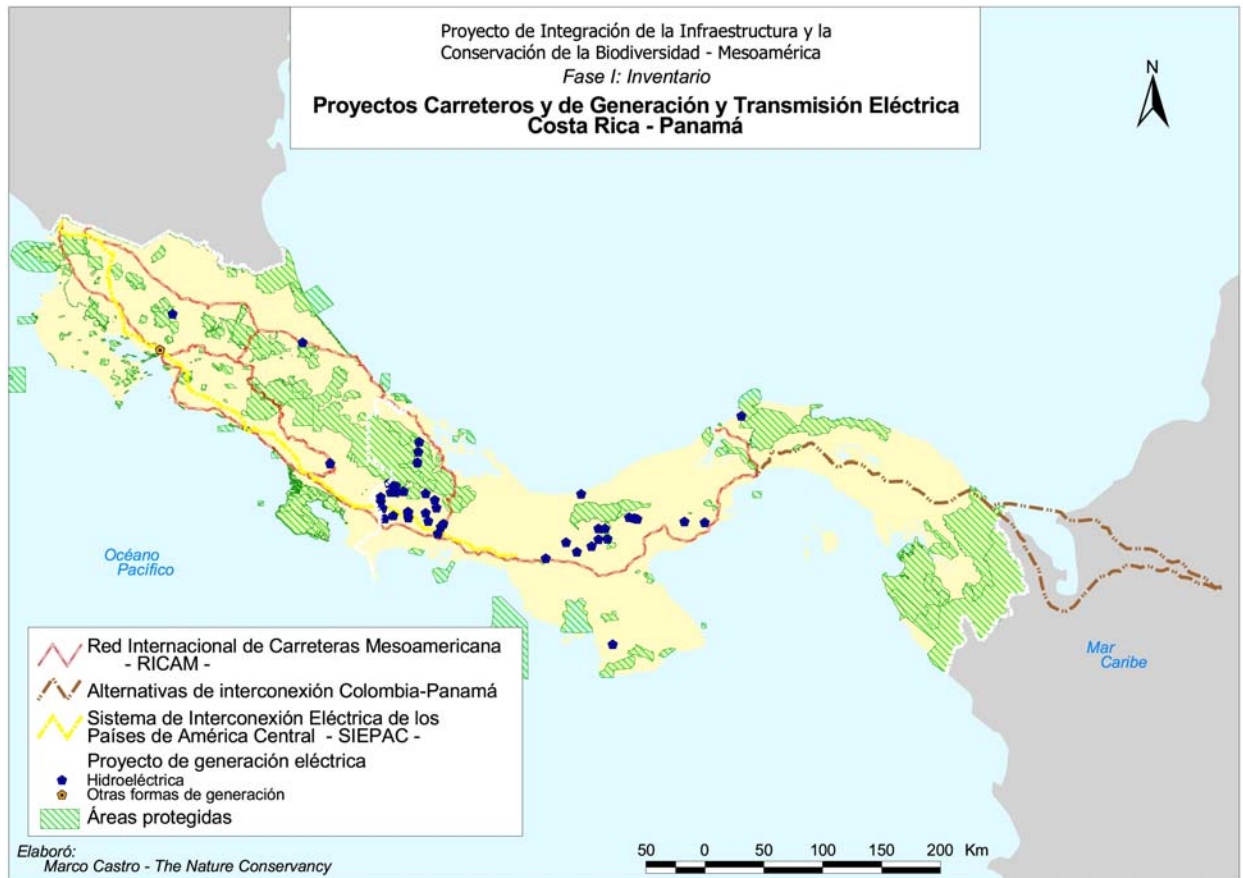 Proyecto de Integración de la Infraestructura y la
Conservación de la Biodiversidad - Mesoamérica
Fase I: Inventario
Proyectos Carreteros y de Generación y Transmisión Eléctrica
Costa Rica - Panamá
N
Océano
Pacífico
Mar
Caribe
Red Internacional de Carreteras Mesoamericana
- RICAM -
Alternativas de interconexión Colombia-Panamá
Sistema de Interconexión Eléctrica de los
Países de América Central - SIEPAC -
Proyecto de generación eléctrica
Hidroeléctrica
Otras formas de generación
Áreas protegidas
Elaboró:
Marco Castro - The Nature Conservancy
50 0 50 100 150 200 Km